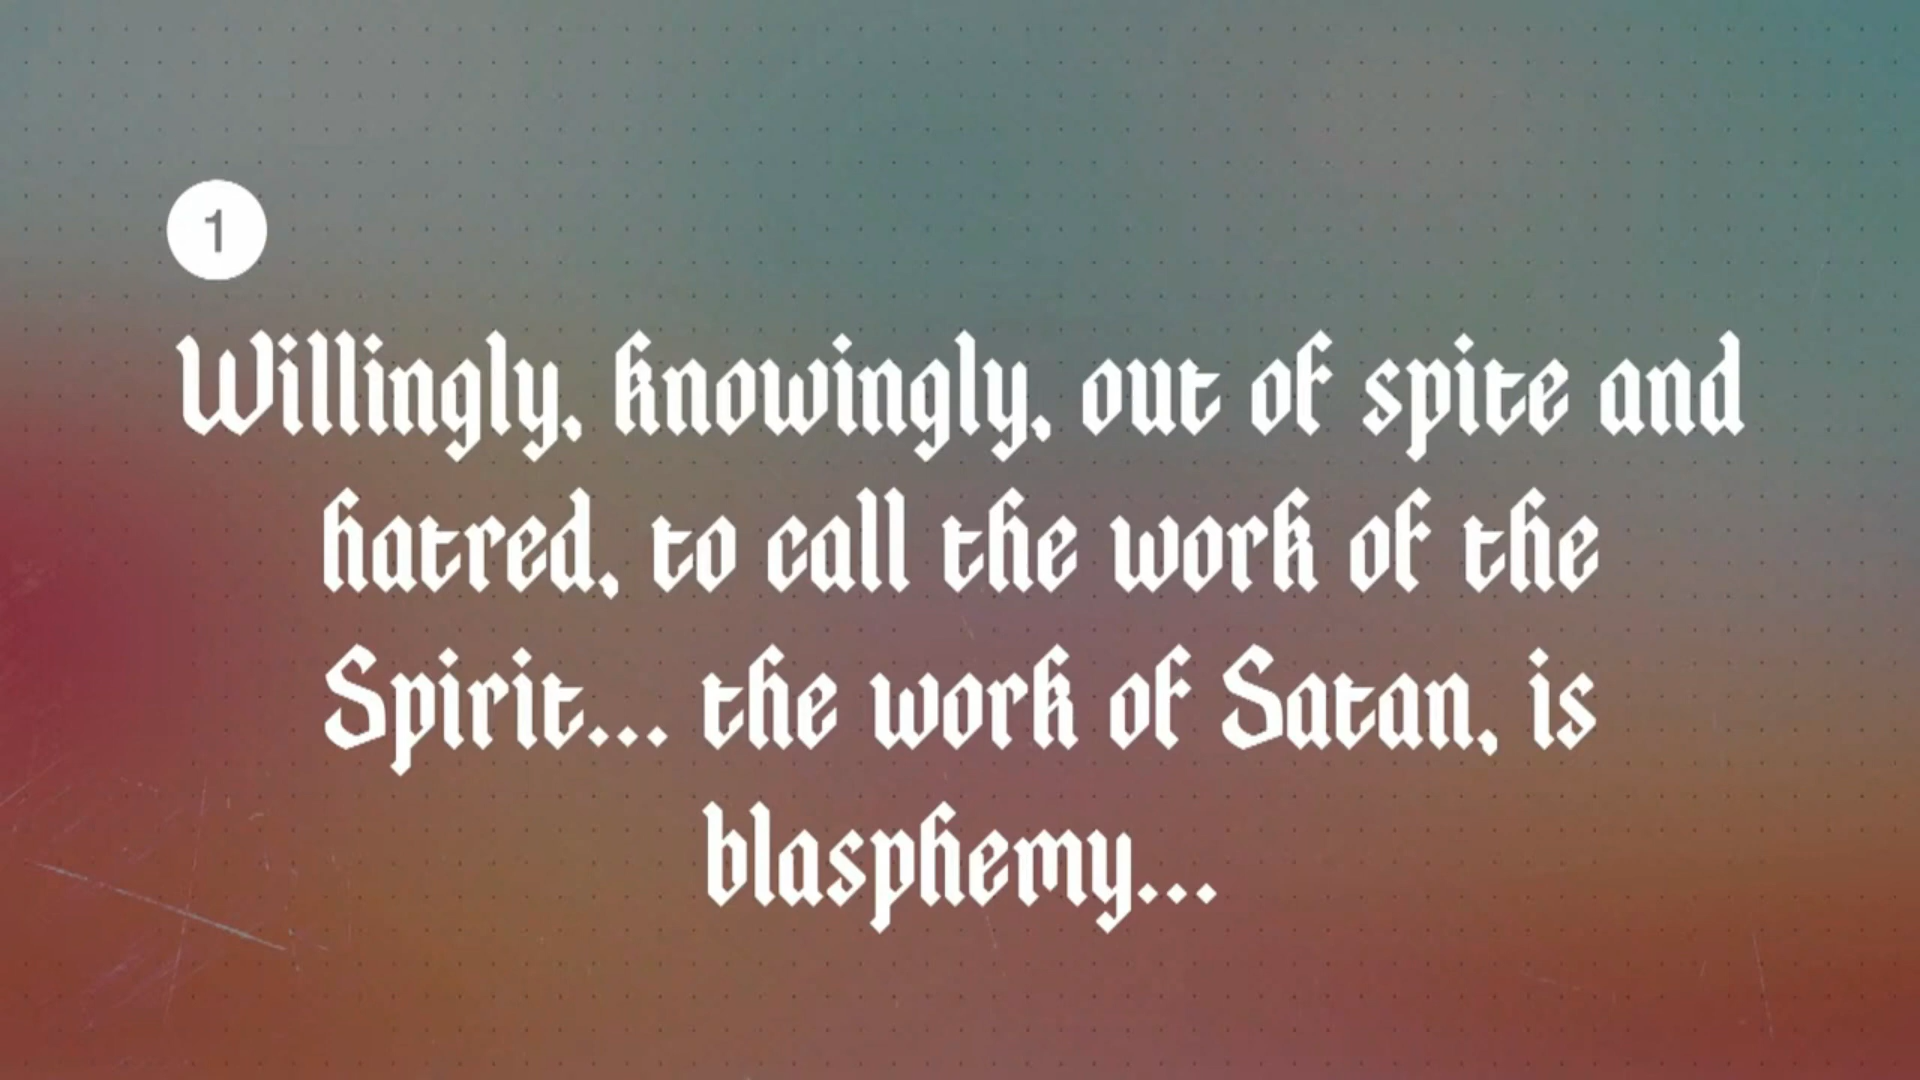 1
Willingly, knowingly, out of spite and
hatred, to call the work of the
Spirit... the work of Satan, is
blasphemy...